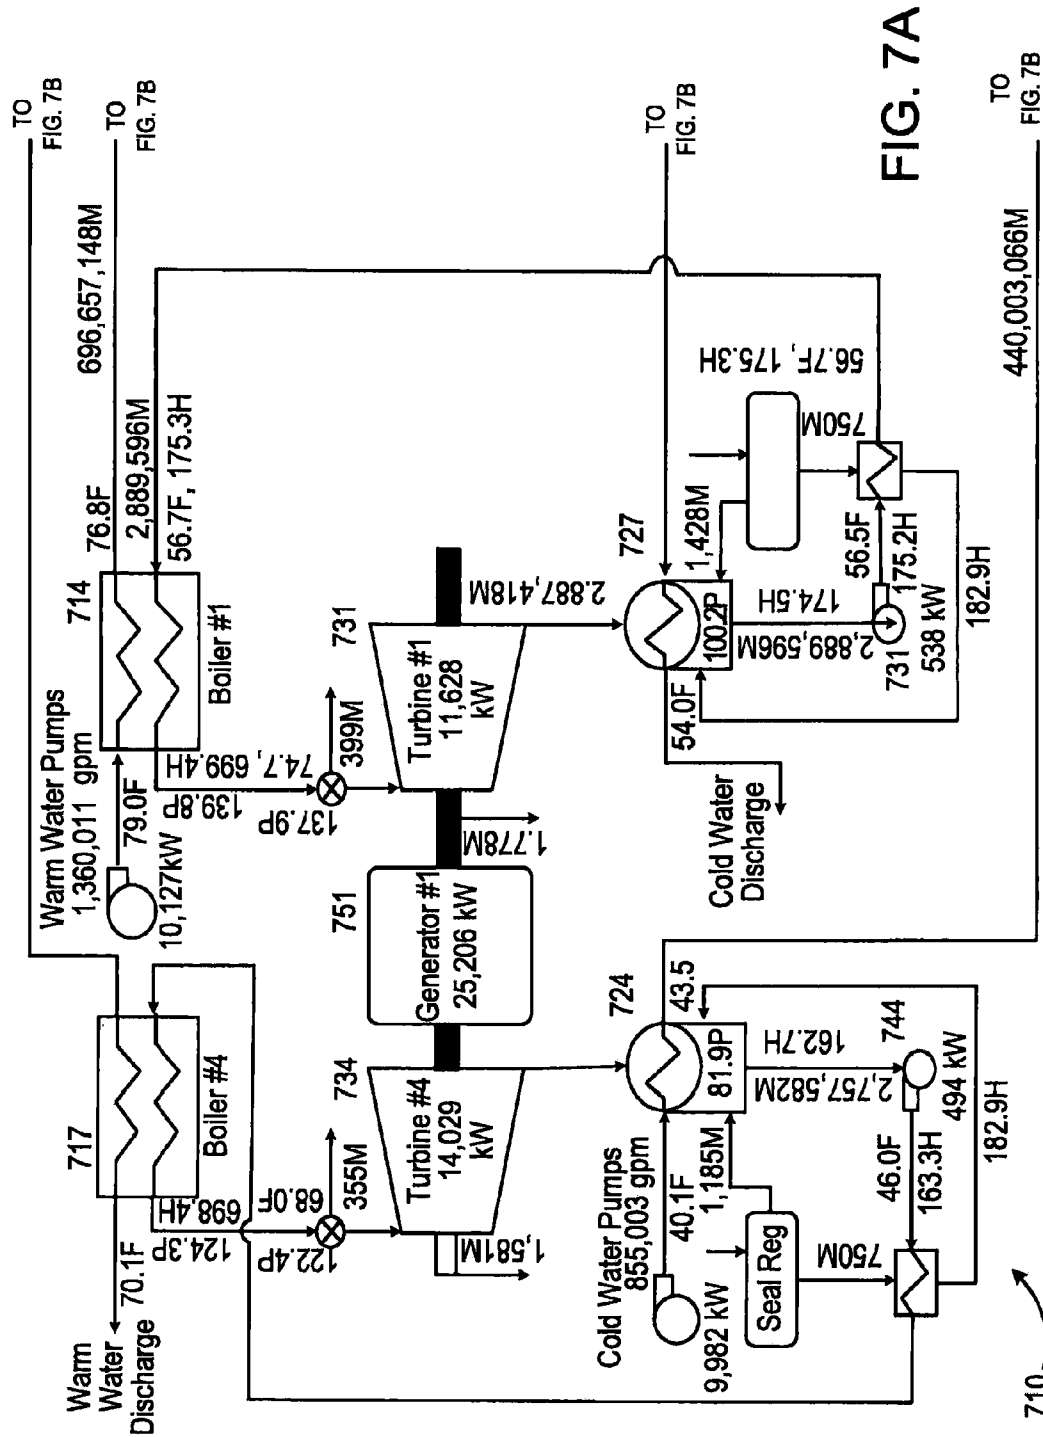 TO
FIG. 7B
TO
FIG. 7B
696,657,148M
76.8F
2,889,596M
56.7F, 175.3H
714
Boiler #1
Warm Water Pumps
1,360,011 gpm
79.0F
10,127kW
139.8P
74.7, 699.4H
137.9P
399M
717
Boiler #4
70.1F
Warm
Water
Discharge
124.3P
698,4H
68.0F
122.4P
355M
731
Turbine #1
11,628
kW
1.778M
751
Generator #1
25,206 kW
734
Turbine #4
14,029
kW
1,581M
2.887,418M
TO
FIG. 7B
727
100.2P
54.0F
Cold Water
Discharge
1,428M
56.7F, 175.3H
750M
174.5H
2,889,596M
56.5F
175.2H
731
538 kW
182.9H
724
43.5
81.9P
Cold Water Pumps
855,003 gpm
40.1F
9,982 kW
1,185M
Seal Reg
750M
162.7H
2,757,582M
744
494 kW
46.0F
163.3H
182.9H
440,003,066M
TO
FIG. 7B
710
FIG. 7A